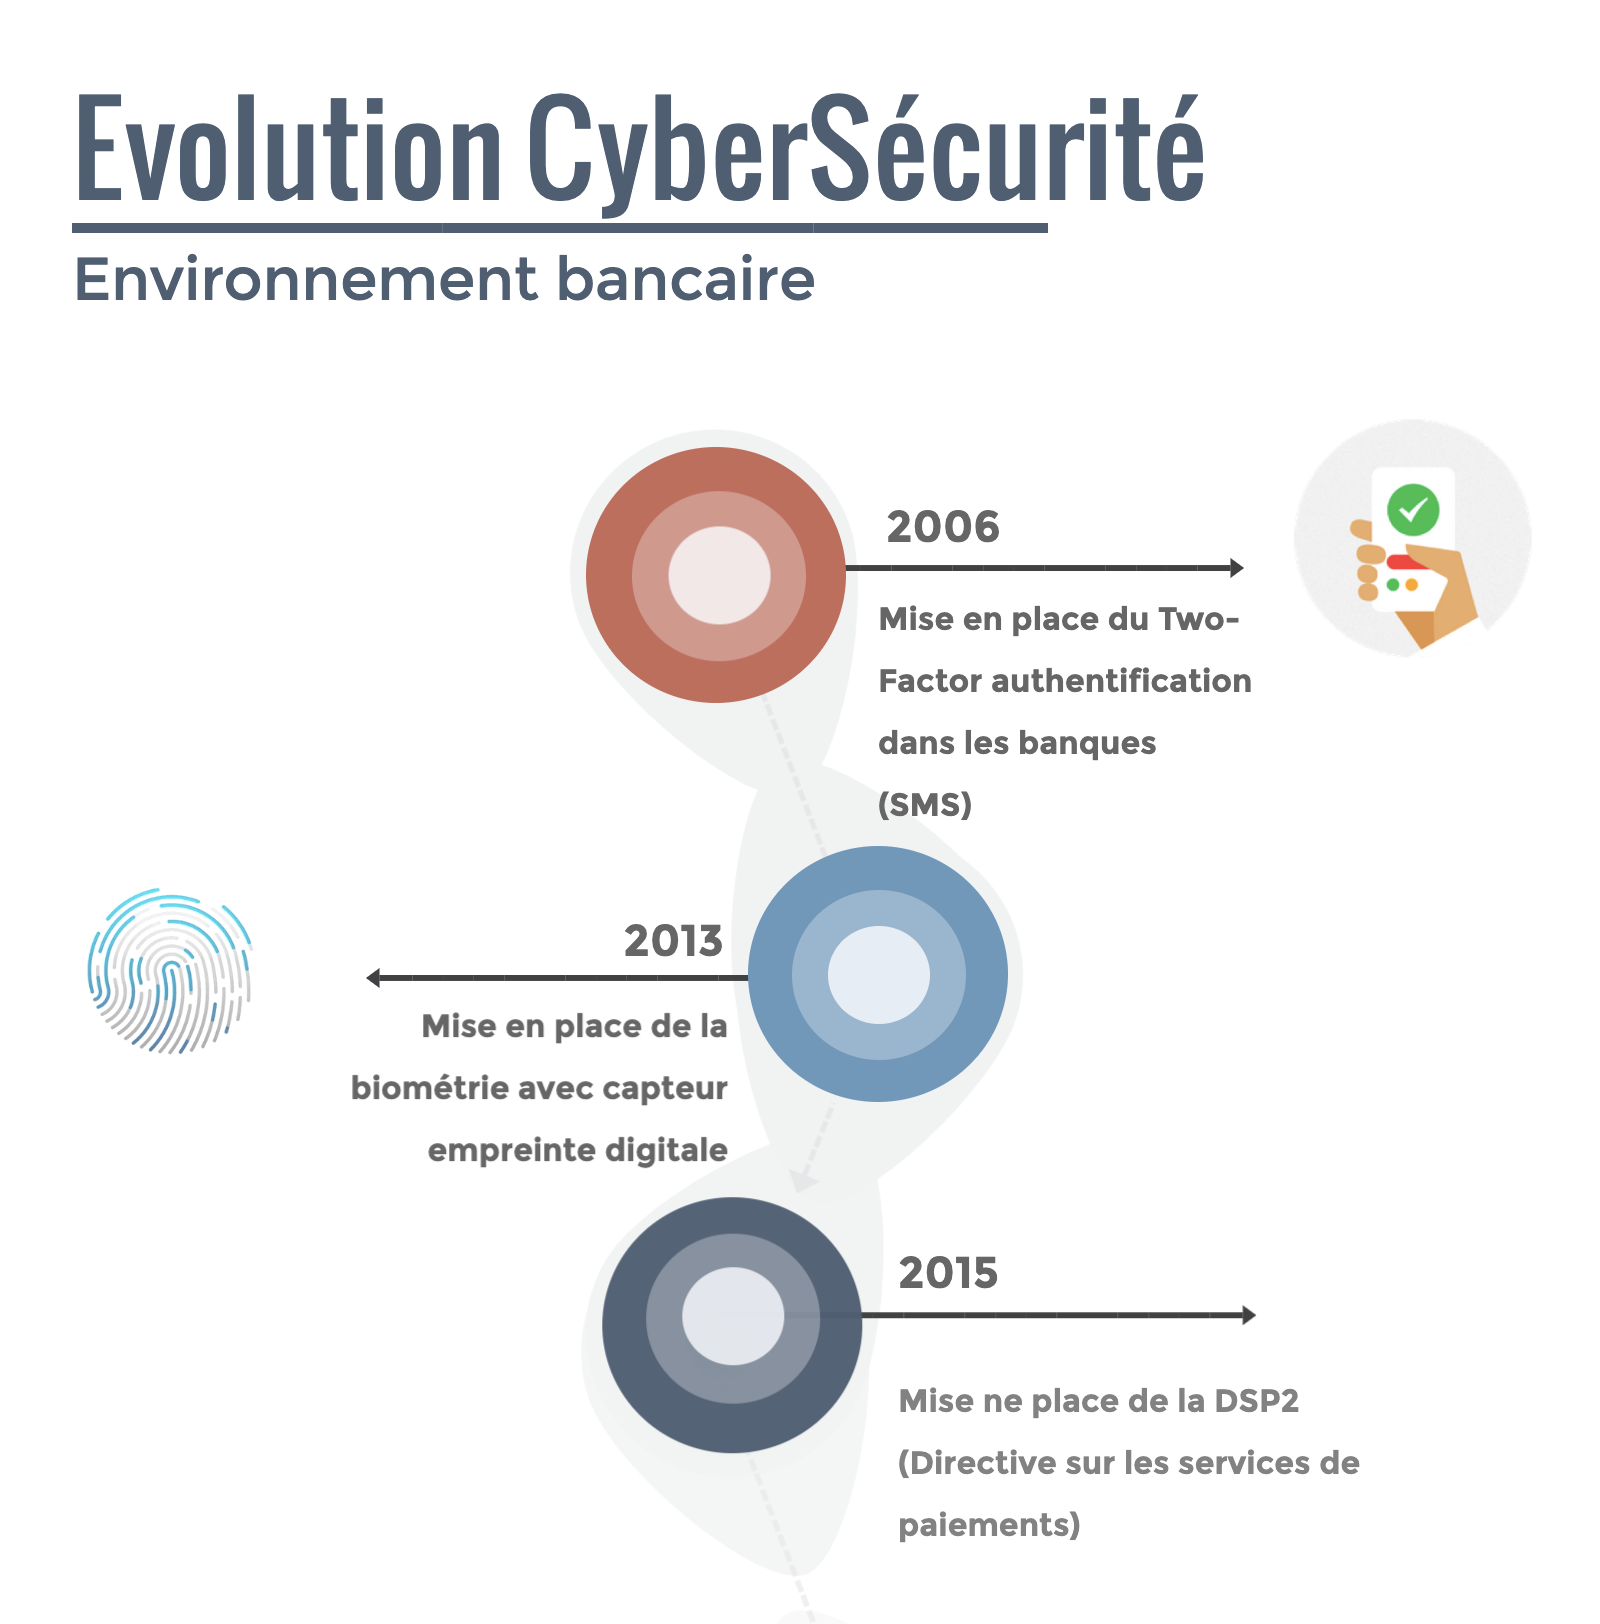 Evolution CyberSécurité
Environnement bancaire
2006
Mise en place du Two-
Factor authentification
dans les banques
(SMS)
2013
Mise en place de la
biométrie avec capteur
empreinte digitale
2015
Mise ne place de la DSP2
(Directive sur les services de
paiements)